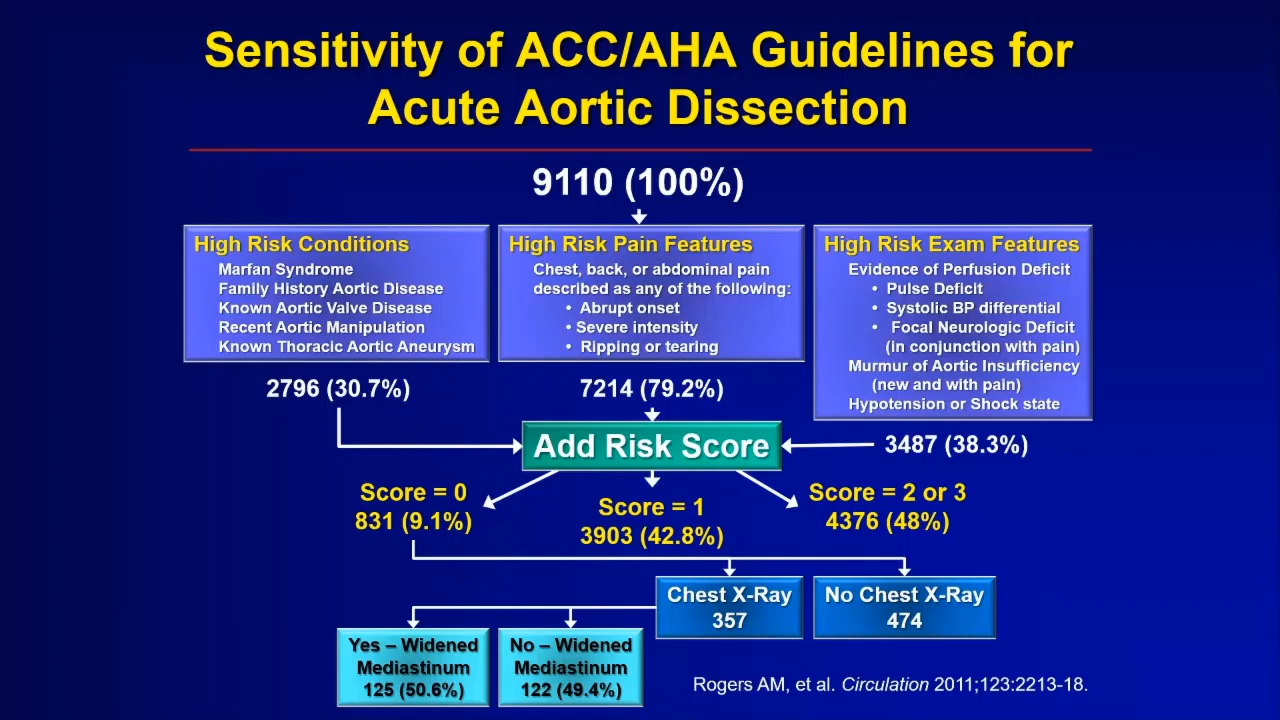 Sensitivity of ACC/AHA Guidelines for
Acute Aortic Dissection
9110 (100%)
High Risk Conditions
Marfan Syndrome
Family History Aortic Disease
Known Aortic Valve Disease
Recent Aortic Manipulation
Known Thoracic Aortic Aneurysm
2796 (30.7%)
High Risk Pain Features
Chest, back, or abdominal pain
described as any of the following:
• Abrupt onset
• Severe intensity
• Ripping or tearing
7214 (79.2%)
High Risk Exam Features
Evidence of Perfusion Deficit
• Pulse Deficit
• Systolic BP differential
• Focal Neurologic Deficit
(in conjunction with pain)
Murmur of Aortic Insufficiency
(new and with pain)
Hypotension or Shock state
3487 (38.3%)
Add Risk Score
Score = 0
831 (9.1%)
Score = 1
3903 (42.8%)
Score = 2 or 3
4376 (48%)
Chest X-Ray
357
No Chest X-Ray
474
Yes – Widened
Mediastinum
125 (50.6%)
No – Widened
Mediastinum
122 (49.4%)
Rogers AM, et al. Circulation 2011;123:2213-18.